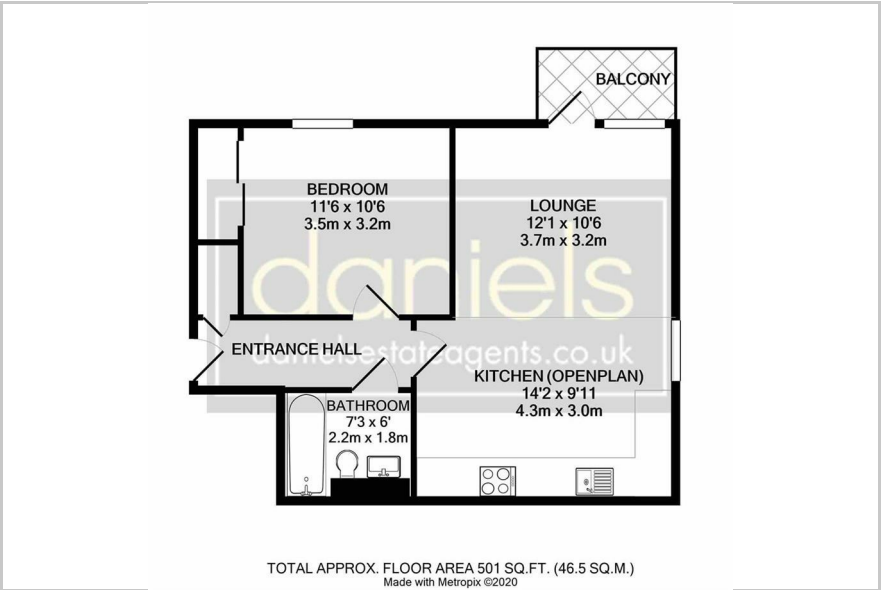 BALCONY
BEDROOM
11'6 x 10'6
3.5m x 3.2m
LOUNGE
12'1 x 10'6
3.7m x 3.2m
daniels
ENTRANCE HALL
danielsestateagents.co.uk
KITCHEN (OPENPLAN)
14'2 x 9'11
4.3m x 3.0m
BATHROOM
7'3 x 6'
2.2m x 1.8m
TOTAL APPROX. FLOOR AREA 501 SQ.FT. (46.5 SQ.M.)
Made with Metropix ©2020